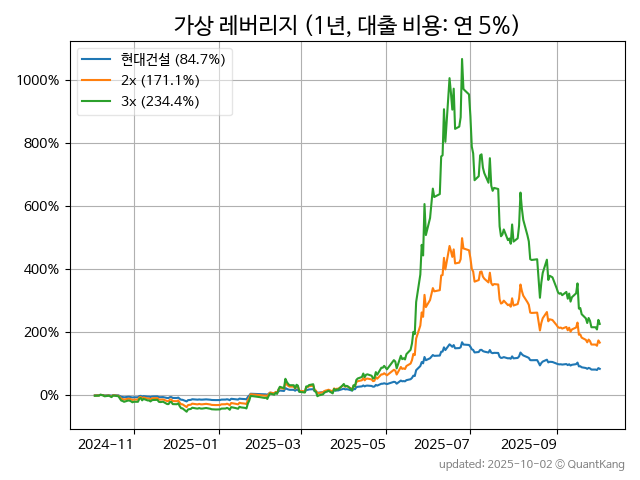 가상 레버리지 (1년, 대출 비용: 연 5%)
현대건설 (84.7%)
2x (171.1%)
3x (234.4%)
1000%
800%
600%
400%
200%
0%
2024-11 2025-01 2025-03 2025-05 2025-07 2025-09
updated: 2025-10-02 © QuantKang